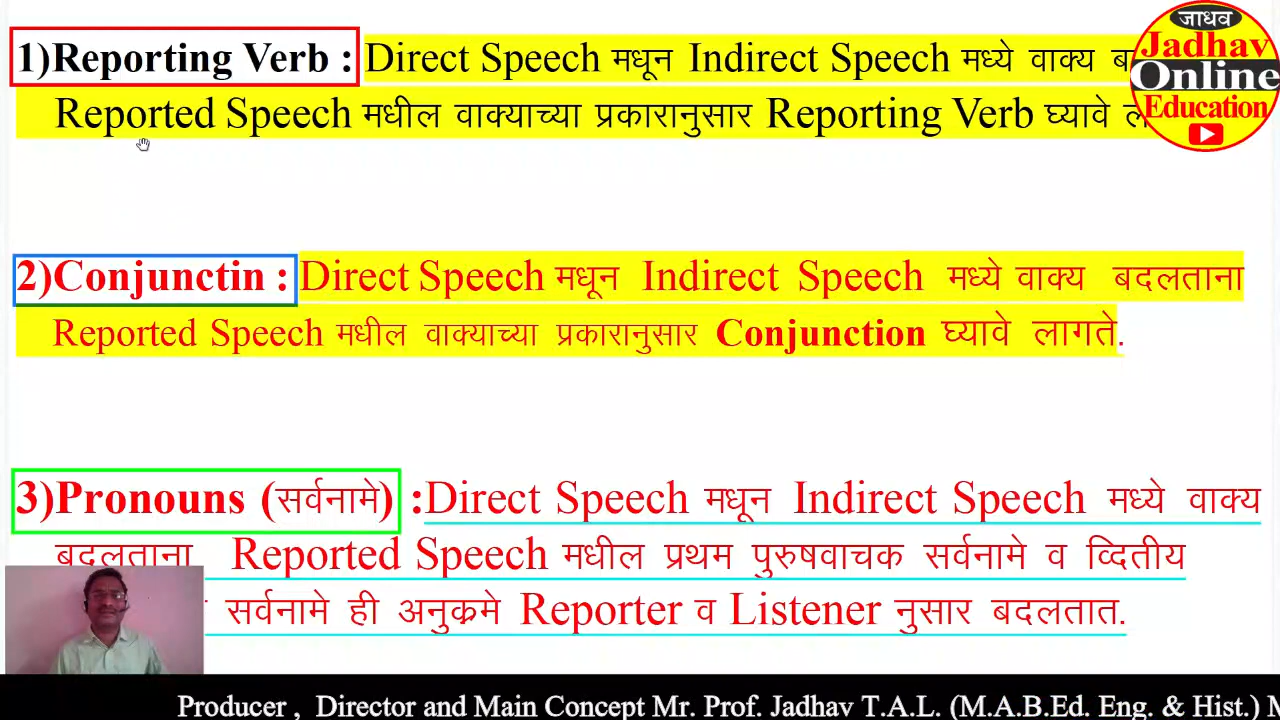 1)Reporting Verb : Direct Speech मधून Indirect Speech मध्ये वाक्य
Reported Speech मधील वाक्याच्या प्रकारानुसार Reporting Verb घ्यावे
जाधव
Jadhav
Online
Education
2)Conjunctin : Direct Speech मधून Indirect Speech मध्ये वाक्य बदलताना
Reported Speech मधील वाक्याच्या प्रकारानुसार Conjunction घ्यावे लागते.
3)Pronouns (सर्वनामे) :Direct Speech मधून Indirect Speech मध्ये वाक्य
बदलताना Reported Speech मधील प्रथम पुरुषवाचक सर्वनामे व व्दितीय
सर्वनामे ही अनुक्रमे Reporter व Listener नुसार बदलतात.
Producer , Director and Main Concept Mr. Prof. Jadhav T.A.L. (M.A.B.Ed. Eng. & Hist.) M